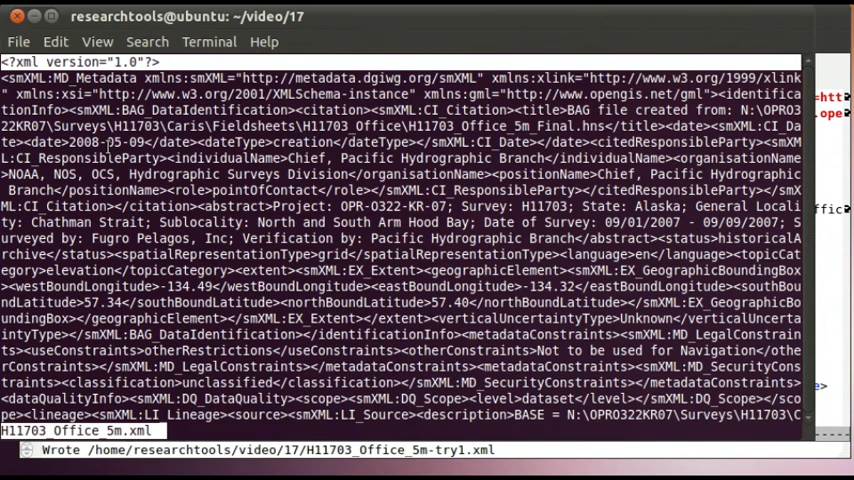 researchtools@ubuntu: ~/video/17
File Edit View Search Terminal Help
<?xml version="1.0"?>
<smXML:MD_Metadata xmlns:smXML="http://metadata.dgiwg.org/smXML" xmlns:xlink="http://www.w3.org/1999/xlink
" xmlns:xsi="http://www.w3.org/2001/XMLSchema-instance" xmlns:gml="http://www.opengis.net/gml"><identifica
tionInfo><smXML:BAG_DataIdentification><citation><smXML:CI_Citation><title>BAG file created from: N:\OPRO3
22KR07\Surveys\H11703\Caris\Fieldsheets\H11703_Office\H11703_Office_5m_Final.hns</title><date><smXML:CI_Da
te><date>2008-05-09</date><dateType>creation</dateType></smXML:CI_Date></date><citedResponsibleParty><smXM
L:CI_ResponsibleParty><individualName>Chief, Pacific Hydrographic Branch</individualName><organisationName
>NOAA, NOS, OCS, Hydrographic Surveys Division</organisationName><positionName>Chief, Pacific Hydrographic
 Branch</positionName><role>pointOfContact</role></smXML:CI_ResponsibleParty></citedResponsibleParty></smX
ML:CI_Citation></citation><abstract>Project: OPR-O322-KR-07; Survey: H11703; State: Alaska; General Locali
ty: Chathman Strait; Sublocality: North and South Arm Hood Bay; Date of Survey: 09/01/2007 - 09/09/2007; S
urveyed by: Fugro Pelagos, Inc; Verification by: Pacific Hydrographic Branch</abstract><status>historicalA
rchive</status><spatialRepresentationType>grid</spatialRepresentationType><language>en</language><topicCat
egory>elevation</topicCategory><extent><smXML:EX_Extent><geographicElement><smXML:EX_GeographicBoundingBox
><westBoundLongitude>-134.49</westBoundLongitude><eastBoundLongitude>-134.32</eastBoundLongitude><southBou
ndLatitude>57.34</southBoundLatitude><northBoundLatitude>57.40</northBoundLatitude></smXML:EX_GeographicBo
undingBox></geographicElement></smXML:EX_Extent></extent><verticalUncertaintyType>Unknown</verticalUncerta
intyType></smXML:BAG_DataIdentification></identificationInfo><metadataConstraints><smXML:MD_LegalConstrain
ts><useConstraints>otherRestrictions</useConstraints><otherConstraints>Not to be used for Navigation</othe
rConstraints></smXML:MD_LegalConstraints></metadataConstraints><metadataConstraints><smXML:MD_SecurityCons
traints><classification>unclassified</classification></smXML:MD_SecurityConstraints></metadataConstraints>
<dataQualityInfo><smXML:DQ_DataQuality><scope><smXML:DQ_Scope><level>dataset</level></smXML:DQ_Scope></sco
pe><lineage><smXML:LI_Lineage><source><smXML:LI_Source><description>BASE = N:\OPRO322KR07\Surveys\H11703\C
H11703_Office_5m.xml
=htt
.ope
ffic
>
Wrote /home/researchtools/video/17/H11703_Office_5m-try1.xml